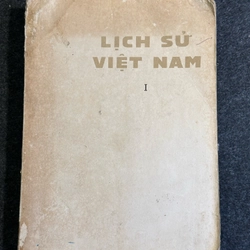 LỊCH SỬ
VIỆT NAM
I